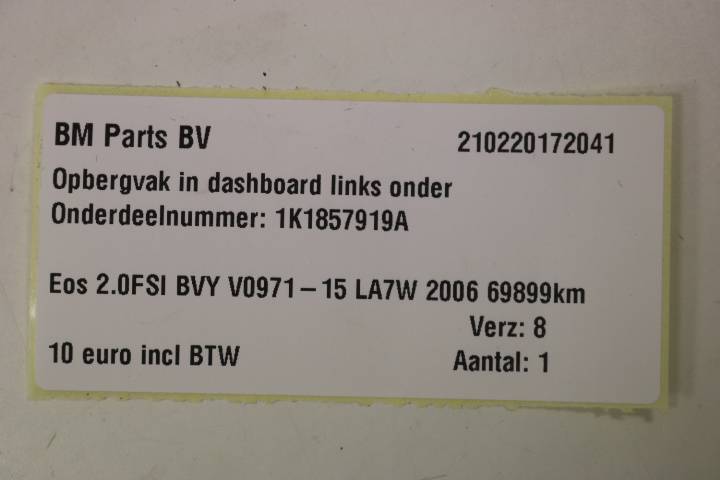 BM Parts BV 210220172041
Opbergvak in dashboard links onder
Onderdeelnummer: 1K1857919A
Eos 2.0FSI BVY V0971-15 LA7W 2006 69899km
Verz: 8
10 euro incl BTW Aantal: 1